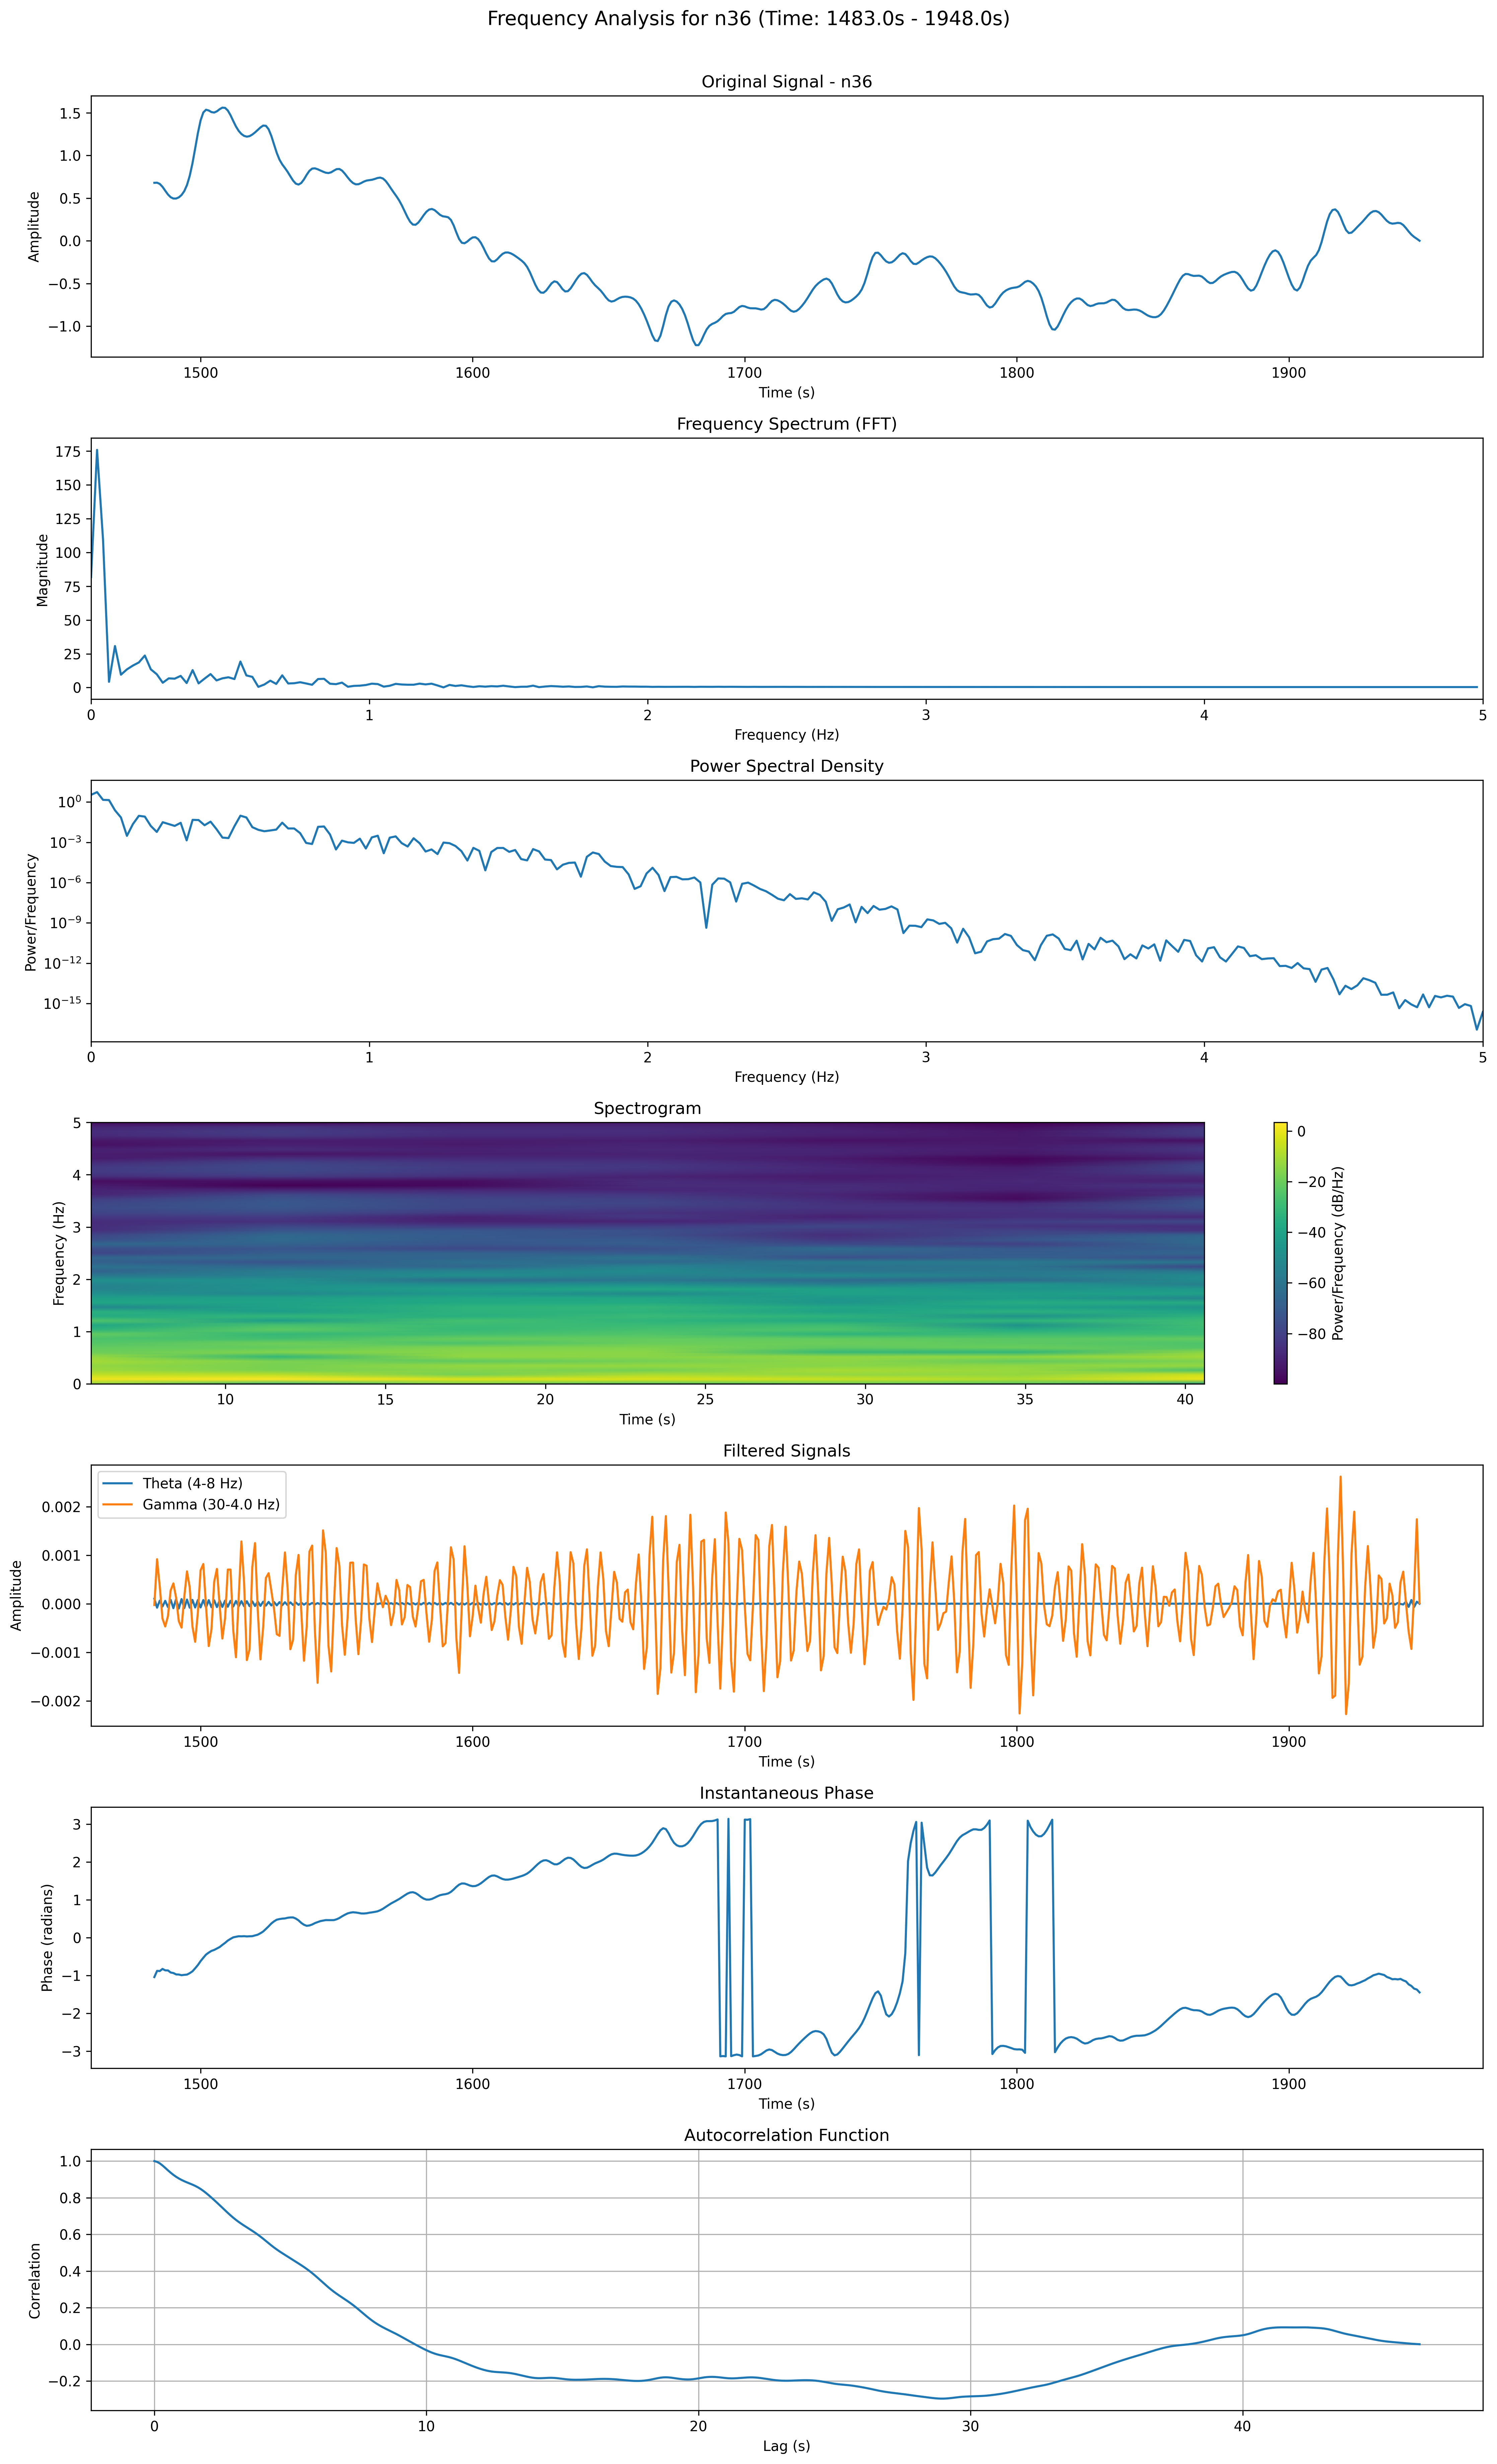 Frequency Analysis for n36 (Time: 1483.0s - 1948.0s)
Original Signal - n36
1.5
1.0
0.5
0.0
−0.5
−1.0
Amplitude
1500 1600 1700 1800 1900
Time (s)
Frequency Spectrum (FFT)
175
150
125
100
75
50
25
0
Magnitude
0 1 2 3 4 5
Frequency (Hz)
Power Spectral Density
10⁰
10⁻³
10⁻⁶
10⁻⁹
10⁻¹²
10⁻¹⁵
Power/Frequency
0 1 2 3 4 5
Frequency (Hz)
Spectrogram
5
4
3
2
1
0
Frequency (Hz)
10 15 20 25 30 35 40
Time (s)
0
−20
−40
−60
−80
Power/Frequency (dB/Hz)
Filtered Signals
Theta (4-8 Hz)
Gamma (30-4.0 Hz)
0.002
0.001
0.000
−0.001
−0.002
Amplitude
1500 1600 1700 1800 1900
Time (s)
Instantaneous Phase
3
2
1
0
−1
−2
−3
Phase (radians)
1500 1600 1700 1800 1900
Time (s)
Autocorrelation Function
1.0
0.8
0.6
0.4
0.2
0.0
−0.2
Correlation
0 10 20 30 40
Lag (s)